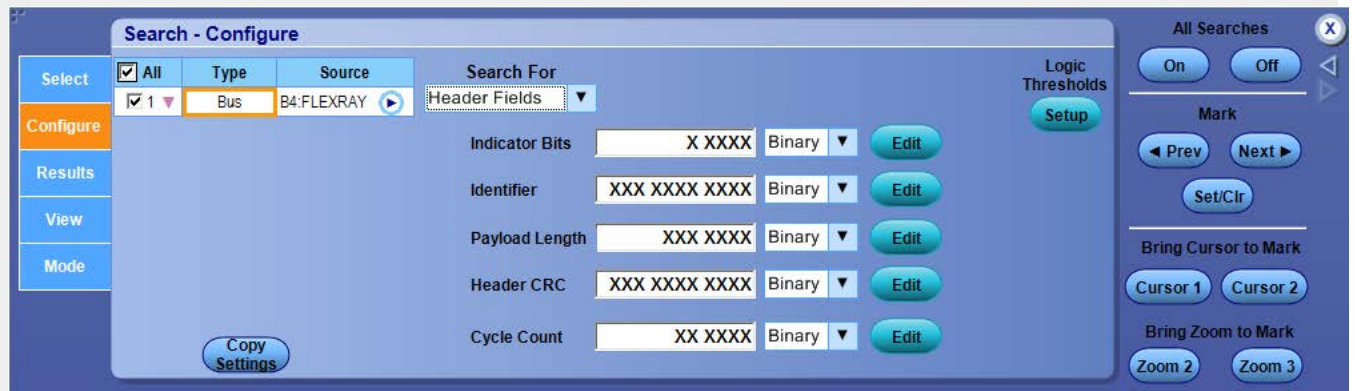 Search - Configure
Select
Configure
Results
View
Mode
All Type Source
1 Bus B4:FLEXRAY
Copy
Settings
Search For
Header Fields
Indicator Bits X XXXX Binary Edit
Identifier XXX XXXX XXXX Binary Edit
Payload Length XXX XXXX Binary Edit
Header CRC XXX XXXX XXXX Binary Edit
Cycle Count XX XXXX Binary Edit
Logic
Thresholds
Setup
All Searches
X
On Off
Mark
Prev Next
Set/Clr
Bring Cursor to Mark
Cursor 1 Cursor 2
Bring Zoom to Mark
Zoom 2 Zoom 3